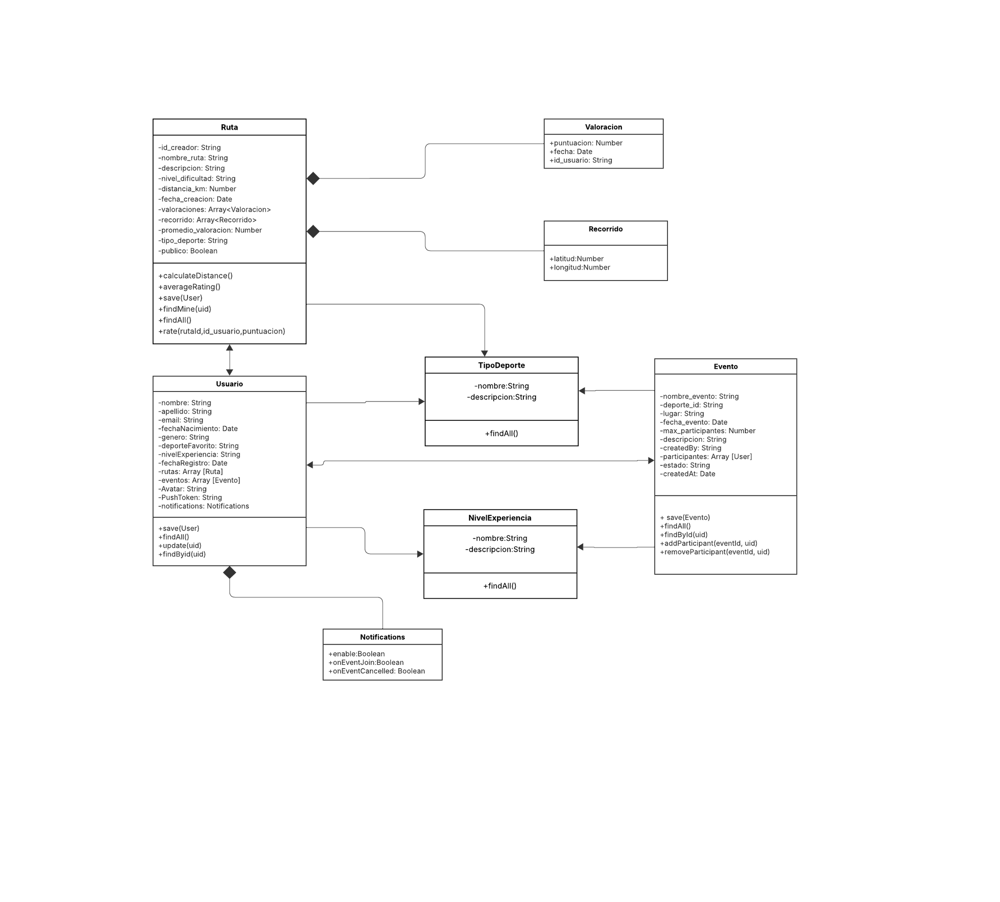 Ruta
-id_creador: String
-nombre_ruta: String
-descripcion: String
-nivel_dificultad: String
-distancia_km: Number
-fecha_creacion: Date
-valoraciones: Array<Valoracion>
-recorrido: Array<Recorrido>
-promedio_valoracion: Number
-tipo_deporte: String
-publico: Boolean
+calculateDistance()
+averageRating()
+save(User)
+findMine(uid)
+findAll()
+rate(rutaId,id_usuario,puntuacion)
Valoracion
+puntuacion: Number
+fecha: Date
+id_usuario: String
Recorrido
+latitud:Number
+longitud:Number
TipoDeporte
-nombre:String
-descripcion:String
+findAll()
Evento
-nombre_evento: String
-deporte_id: String
-lugar: String
-fecha_evento: Date
-max_participantes: Number
-descripcion: String
-createdBy: String
-participantes: Array [User]
-estado: String
-createdAt: Date
+ save(Evento)
+findAll()
+findById(uid)
+addParticipant(eventId, uid)
+removeParticipant(eventId, uid)
Usuario
-nombre: String
-apellido: String
-email: String
-fechaNacimiento: Date
-genero: String
-deporteFavorito: String
-nivelExperiencia: String
-fechaRegistro: Date
-rutas: Array [Ruta]
-eventos: Array [Evento]
-Avatar: String
-PushToken: String
-notifications: Notifications
+save(User)
+findAll()
+update(uid)
+findByid(uid)
NivelExperiencia
-nombre:String
-descripcion:String
+findAll()
Notifications
+enable:Boolean
+onEventJoin:Boolean
+onEventCancelled: Boolean